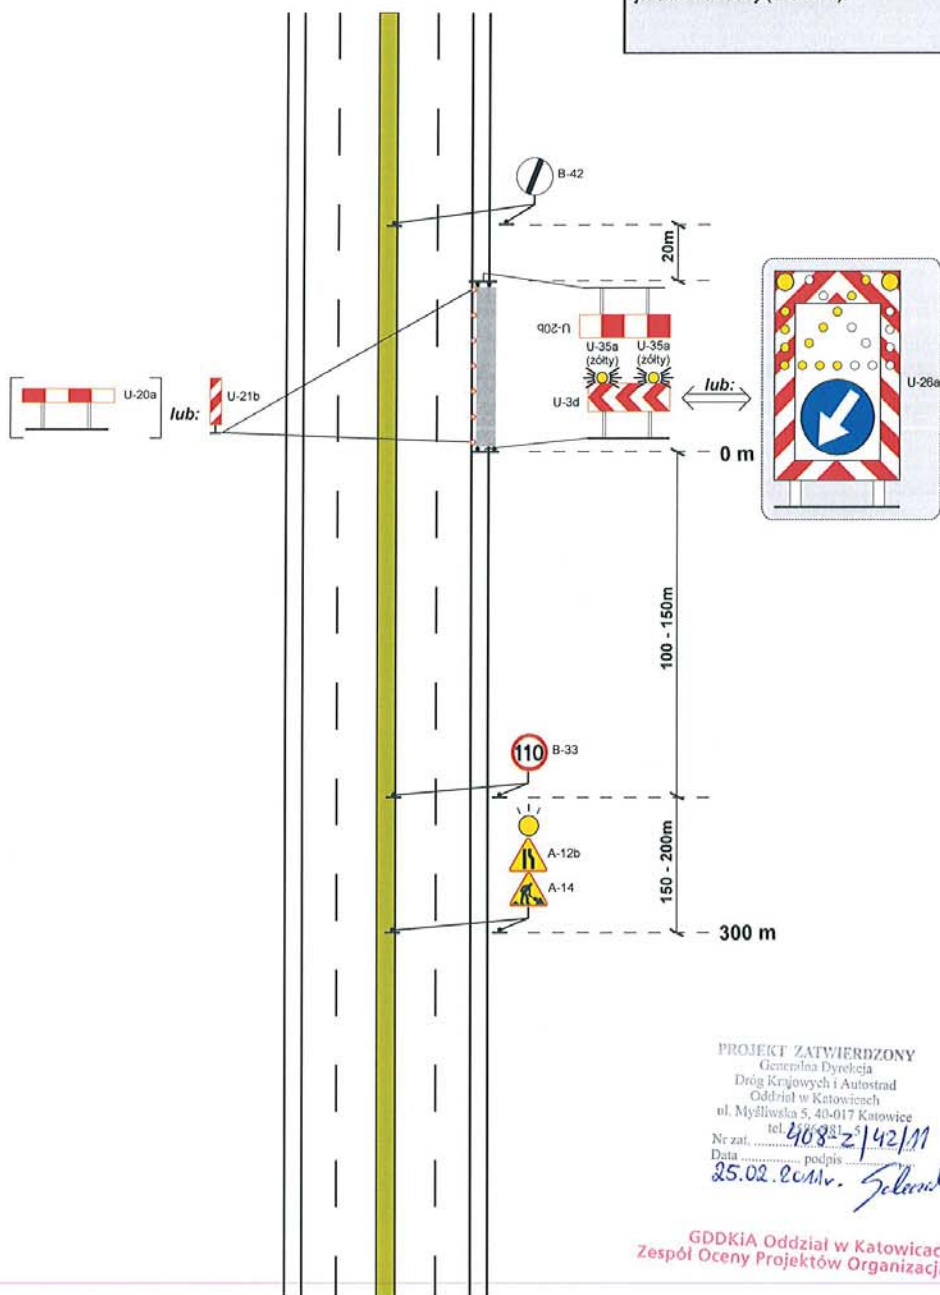 B-42
20m
U-20b
U-35a U-35a
(żółty) (żółty)
U-3d
lub:
U-26a
U-20a
lub:
U-21b
0 m
100 - 150m
110 B-33
A-12b
A-14
150 - 200m
300 m
PROJEKT ZATWIERDZONY
Generalna Dyrekcja
Dróg Krajowych i Autostrad
Oddział w Katowicach
ul. Myśliwska 5, 40-017 Katowice
tel.
Nr zat. 408-Z/42/11
Data podpis
25.02.2011r.
GDDKiA Oddział w Katowicac
Zespół Oceny Projektów Organizacj